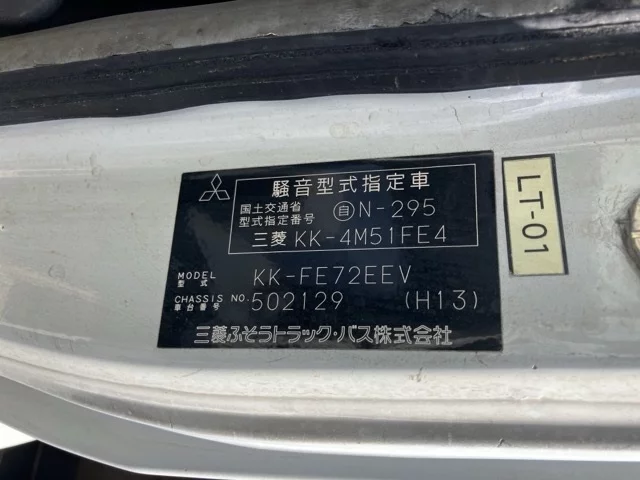 騒音型式指定車
国土交通省
型式指定番号 自N-295
三菱 KK-4M51FE4
MODEL
型式 KK-FE72EEV
CHASSIS NO.
車台番号 502129 (H13)
三菱ふそうトラック・バス株式会社
LT-01